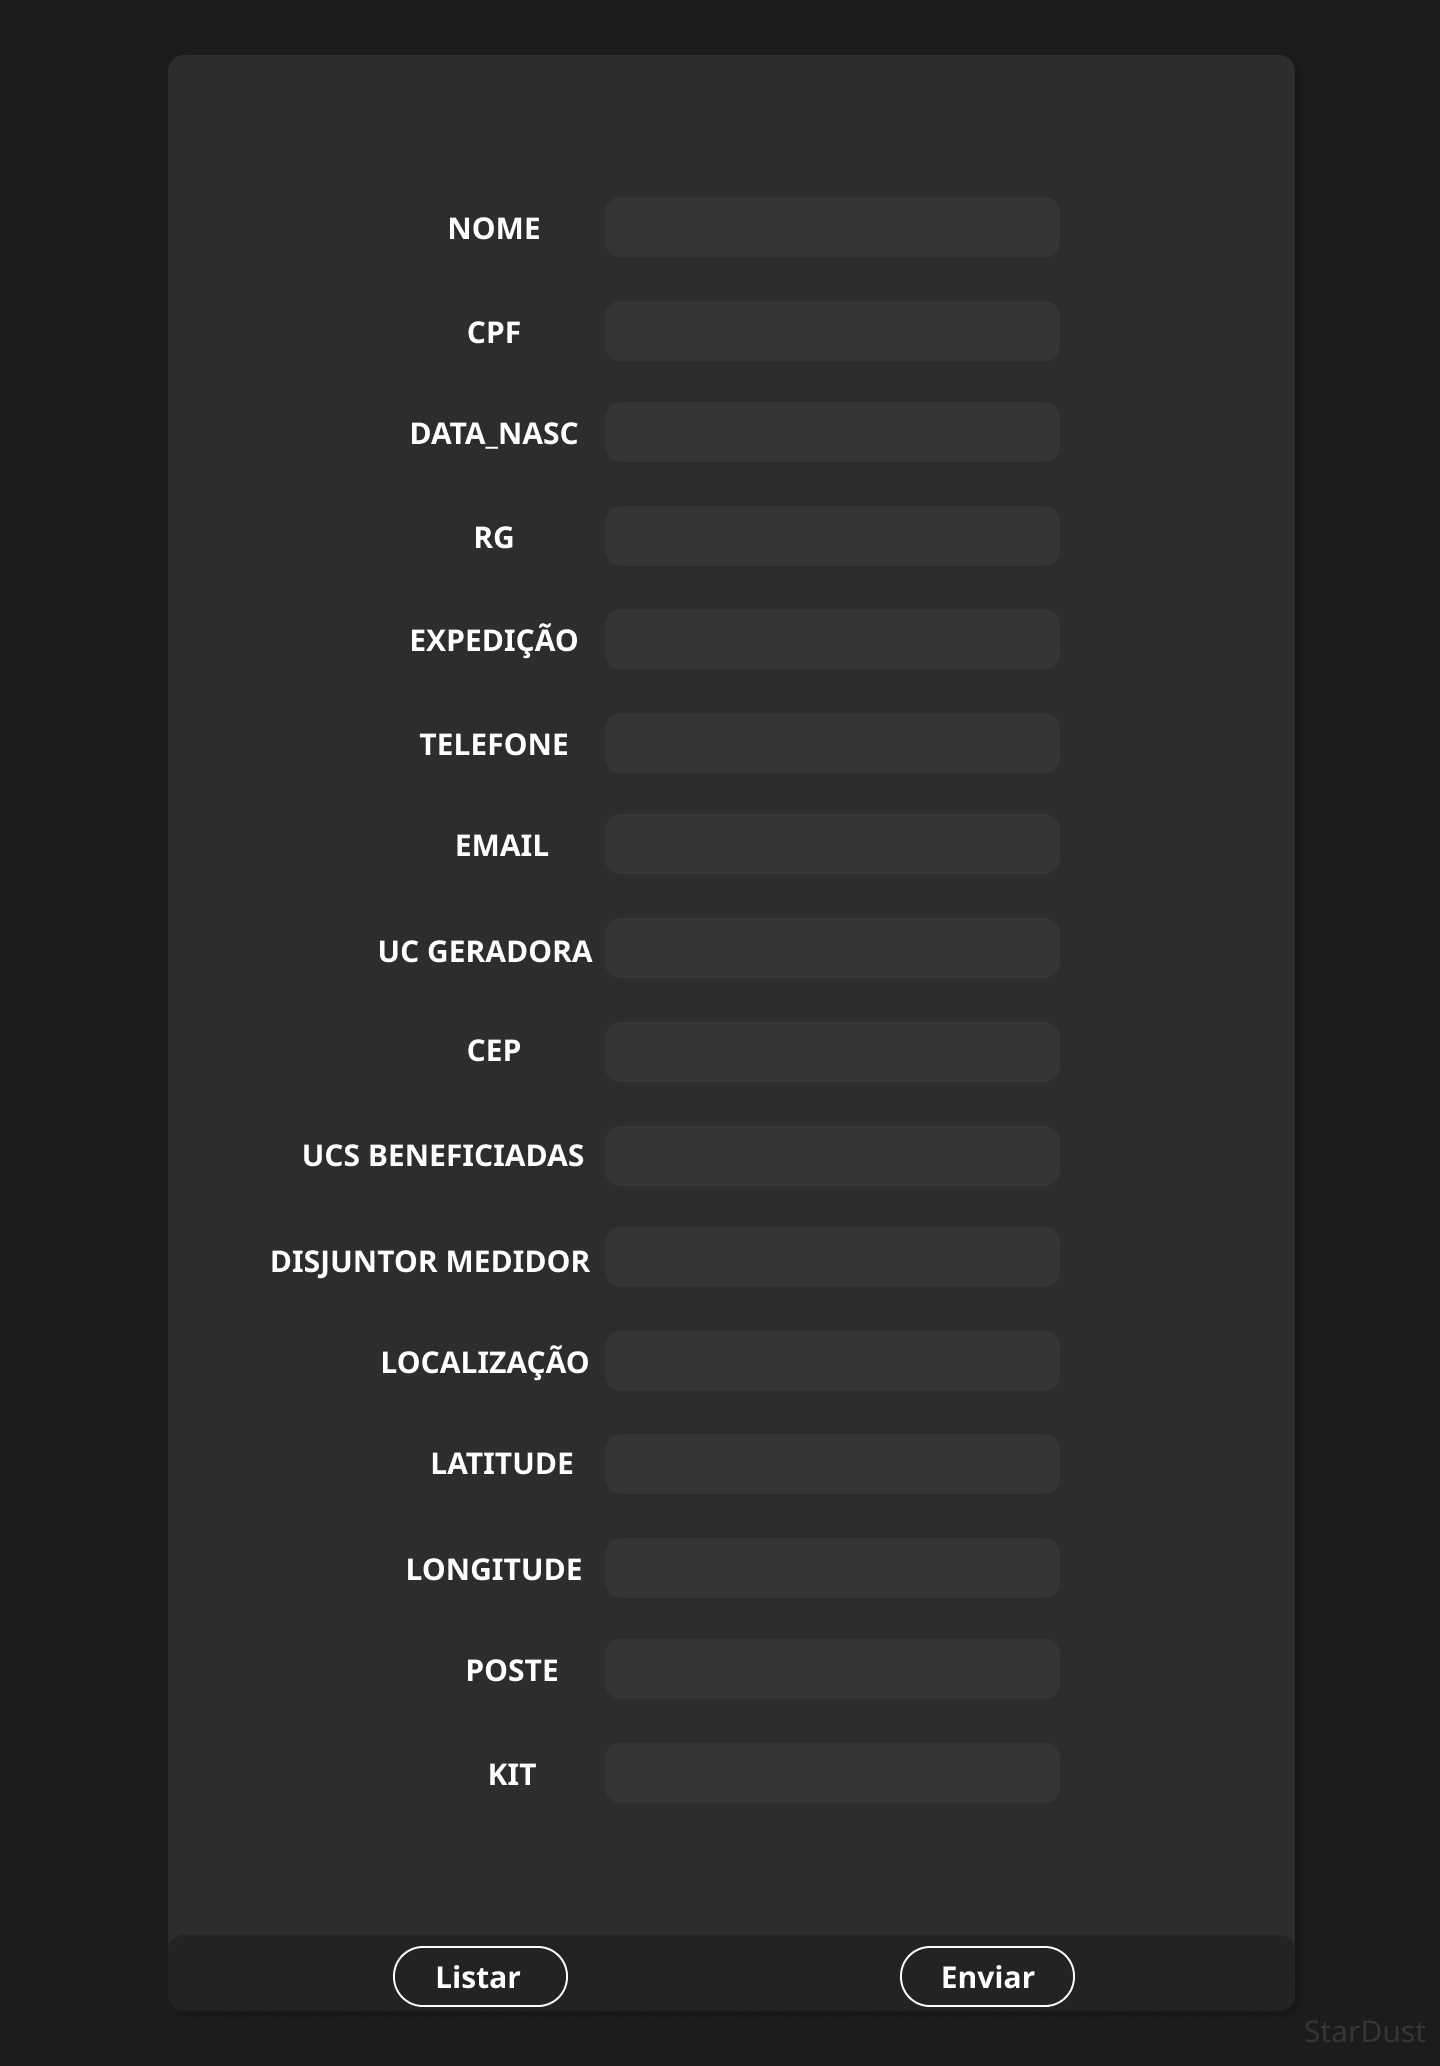 NOME
CPF
DATA_NASC
RG
EXPEDIÇÃO
TELEFONE
EMAIL
UC GERADORA
CEP
UCS BENEFICIADAS
DISJUNTOR MEDIDOR
LOCALIZAÇÃO
LATITUDE
LONGITUDE
POSTE
KIT
Listar Enviar
StarDust